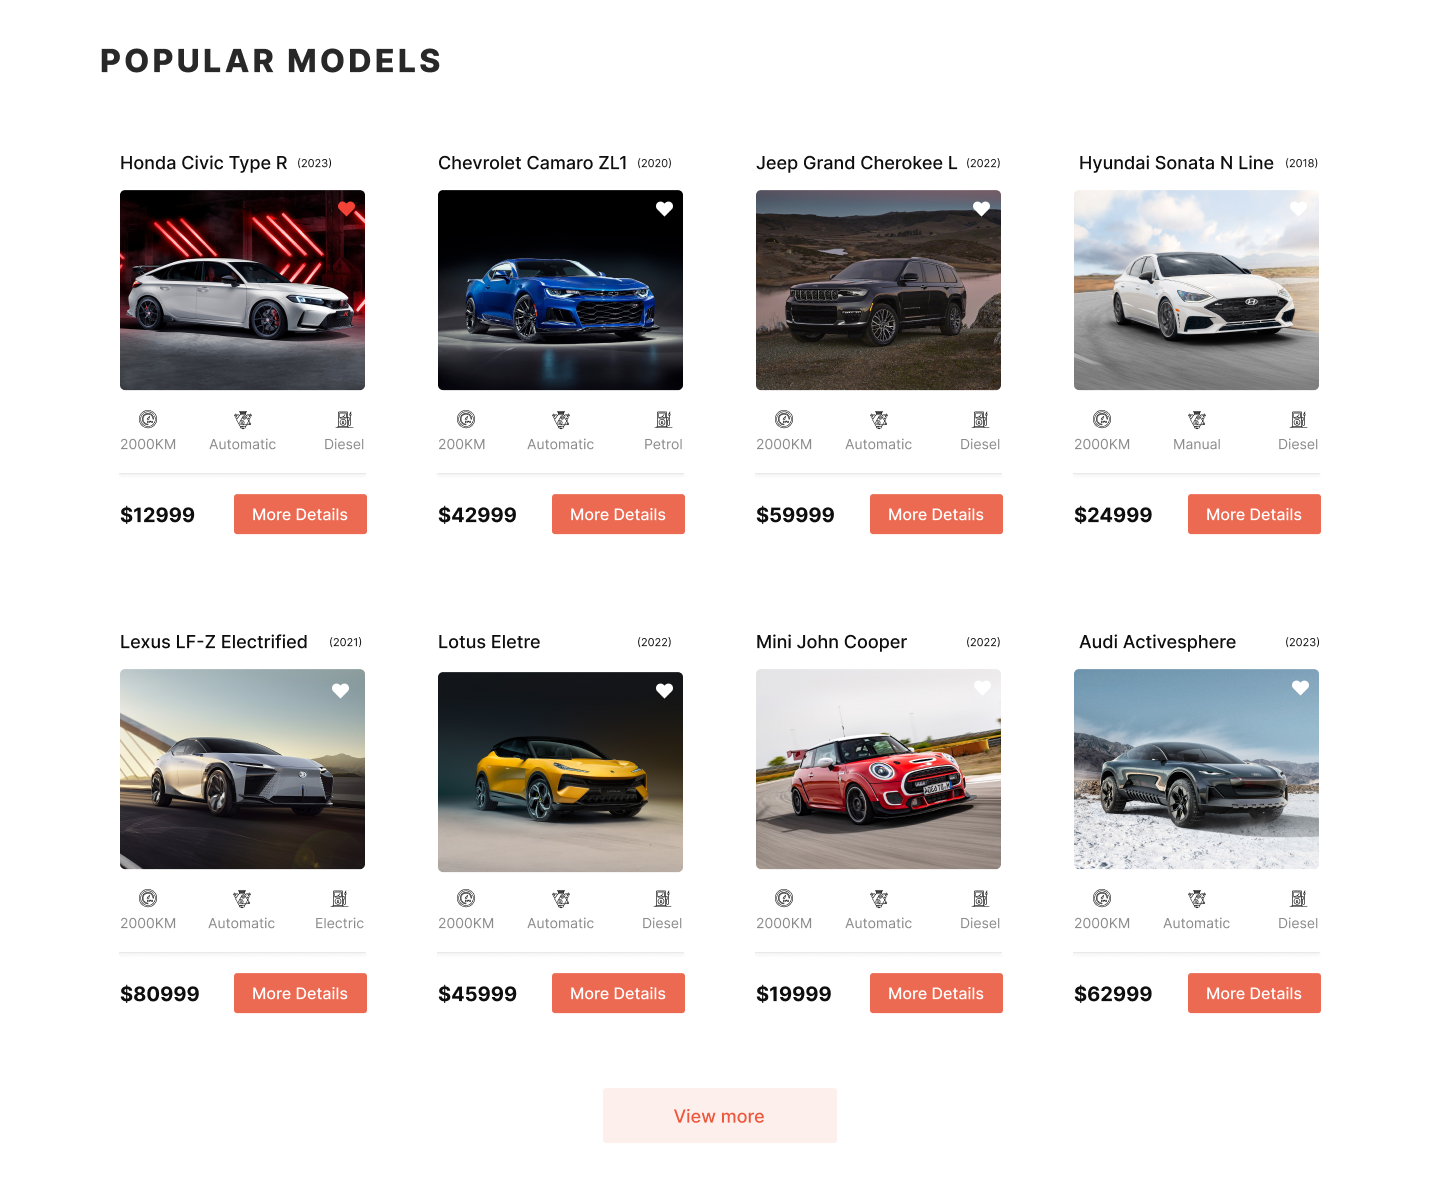 POPULAR MODELS
Honda Civic Type R (2023)
Chevrolet Camaro ZL1 (2020)
Jeep Grand Cherokee L (2022)
Hyundai Sonata N Line (2018)
2000KM Automatic Diesel
200KM Automatic Petrol
2000KM Automatic Diesel
2000KM Manual Diesel
$12999 More Details
$42999 More Details
$59999 More Details
$24999 More Details
Lexus LF-Z Electrified (2021)
Lotus Eletre (2022)
Mini John Cooper (2022)
Audi Activesphere (2023)
2000KM Automatic Electric
2000KM Automatic Diesel
2000KM Automatic Diesel
2000KM Automatic Diesel
$80999 More Details
$45999 More Details
$19999 More Details
$62999 More Details
View more